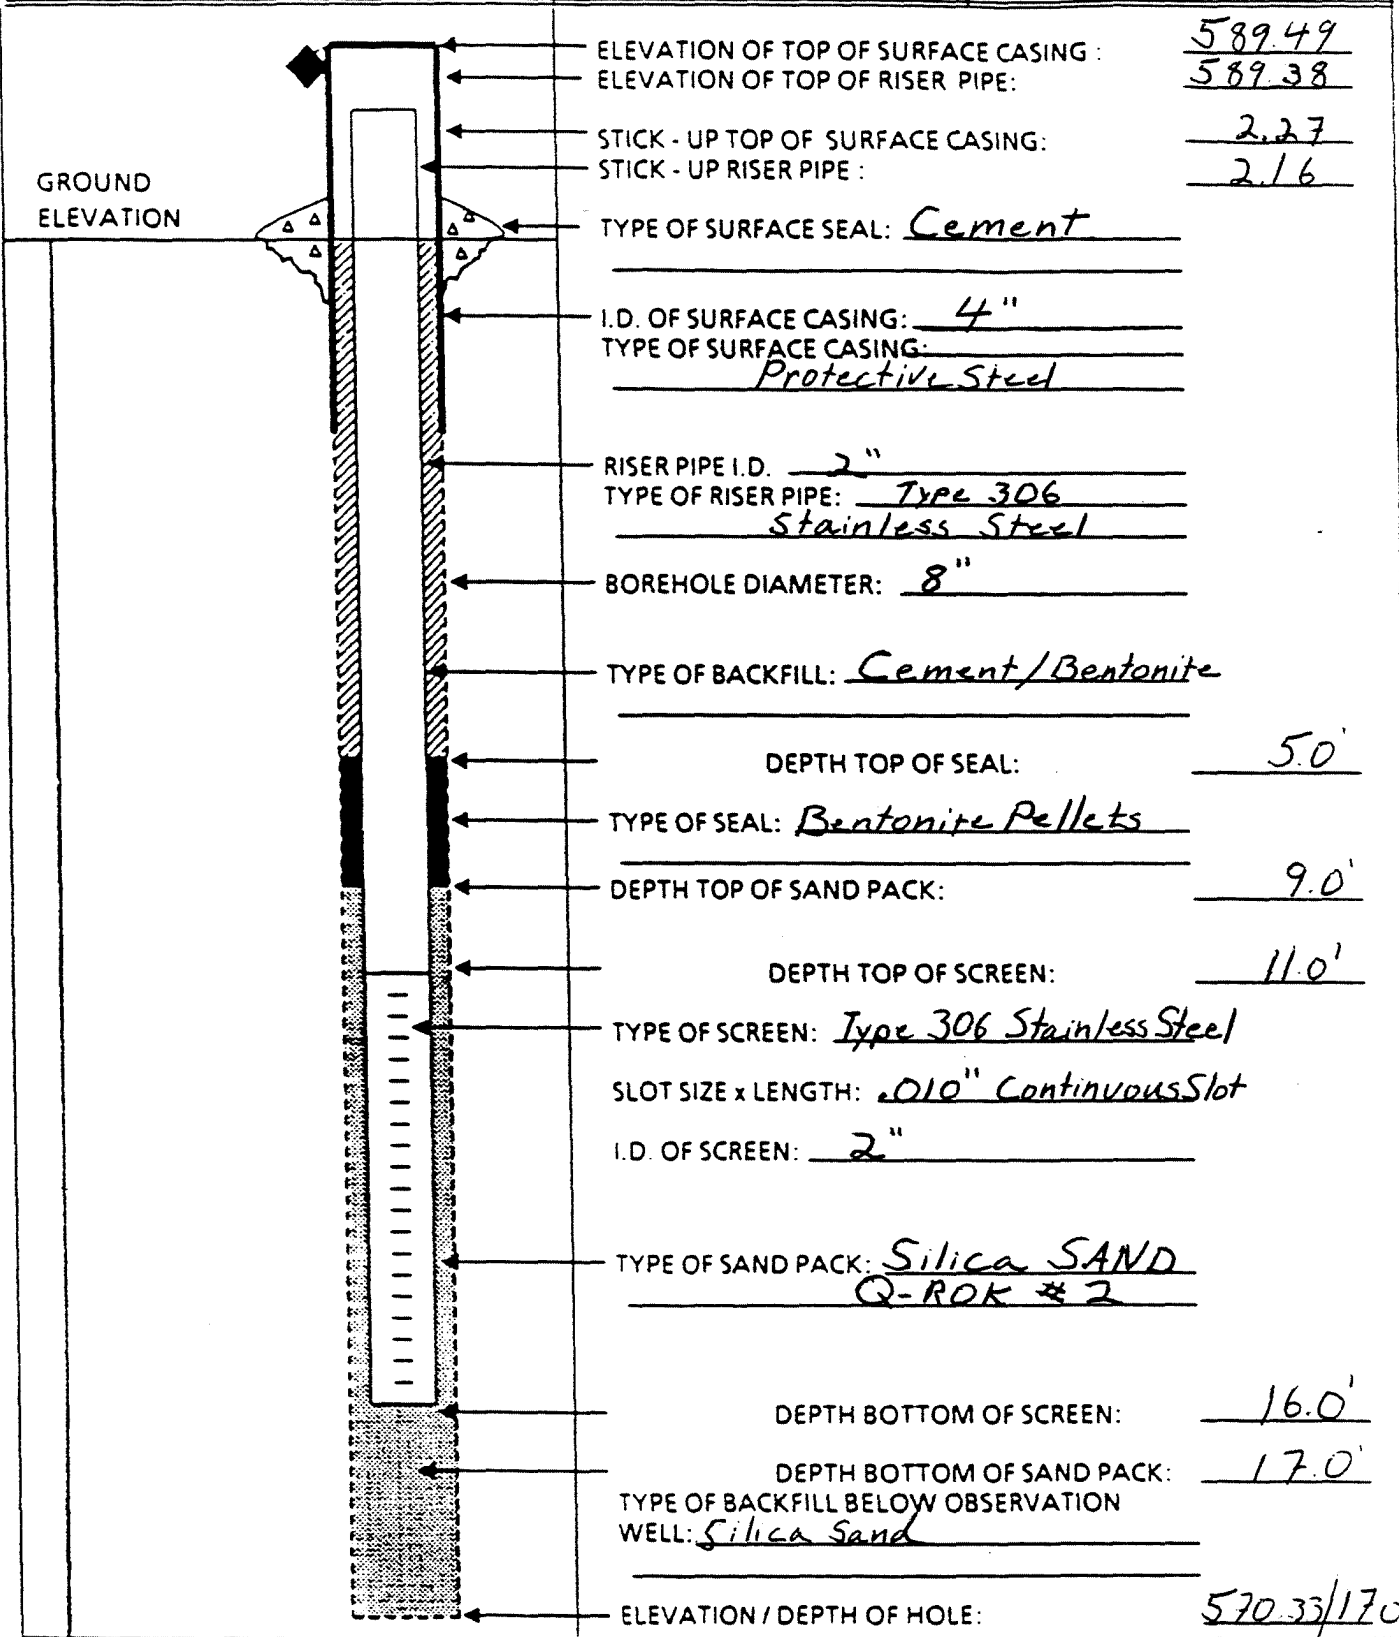 ELEVATION OF TOP OF SURFACE CASING : 589.49
ELEVATION OF TOP OF RISER PIPE: 589.38
STICK - UP TOP OF SURFACE CASING: 2.27
STICK - UP RISER PIPE : 2.16
GROUND
ELEVATION
TYPE OF SURFACE SEAL: Cement
I.D. OF SURFACE CASING: 4"
TYPE OF SURFACE CASING:
Protective Steel
RISER PIPE I.D. 2"
TYPE OF RISER PIPE: Type 306
Stainless Steel
BOREHOLE DIAMETER: 8"
TYPE OF BACKFILL: Cement/Bentonite
DEPTH TOP OF SEAL: 5.0'
TYPE OF SEAL: Bentonite Pellets
DEPTH TOP OF SAND PACK: 9.0'
DEPTH TOP OF SCREEN: 11.0'
TYPE OF SCREEN: Type 306 Stainless Steel
SLOT SIZE x LENGTH: .010" Continuous Slot
I.D. OF SCREEN: 2"
TYPE OF SAND PACK: Silica SAND
Q-ROK # 2
DEPTH BOTTOM OF SCREEN: 16.0'
DEPTH BOTTOM OF SAND PACK: 17.0'
TYPE OF BACKFILL BELOW OBSERVATION
WELL: Silica Sand
ELEVATION / DEPTH OF HOLE: 570.33/17.0